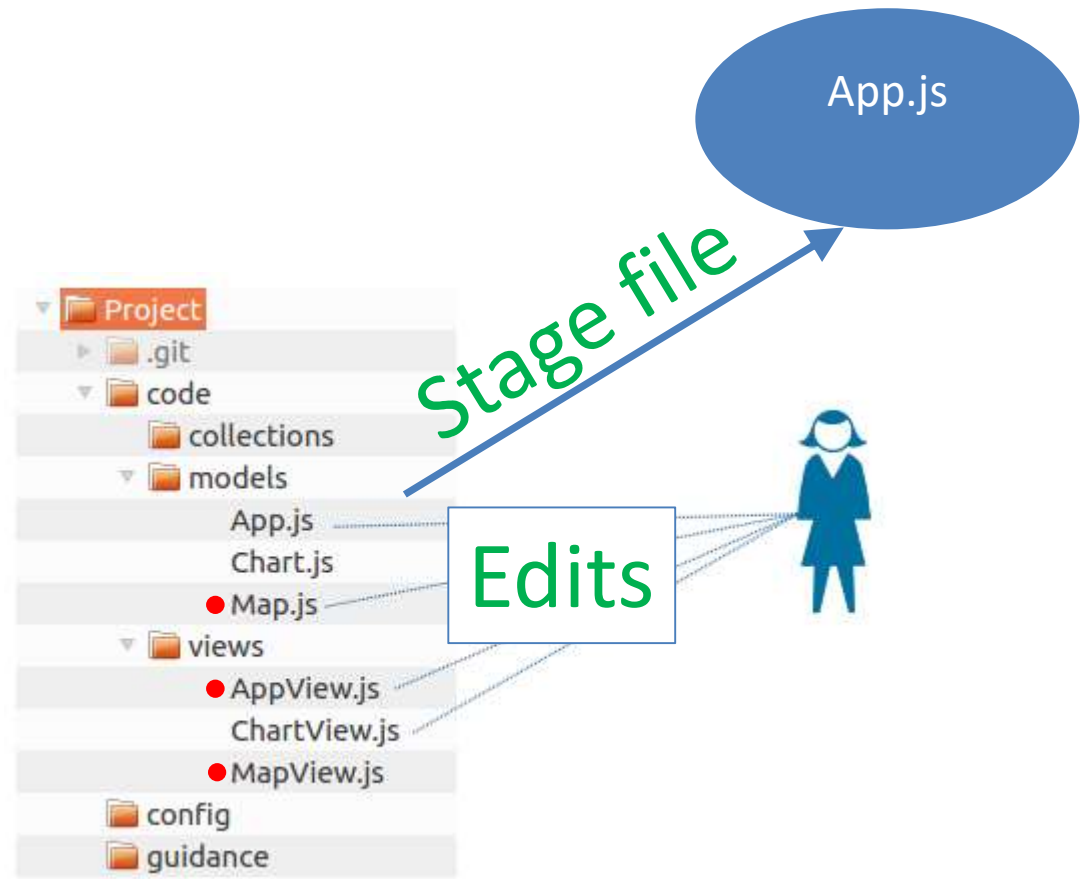 App.js
Stage file
Project
.git
code
collections
models
App.js
Chart.js
Map.js
views
AppView.js
ChartView.js
MapView.js
config
guidance
Edits